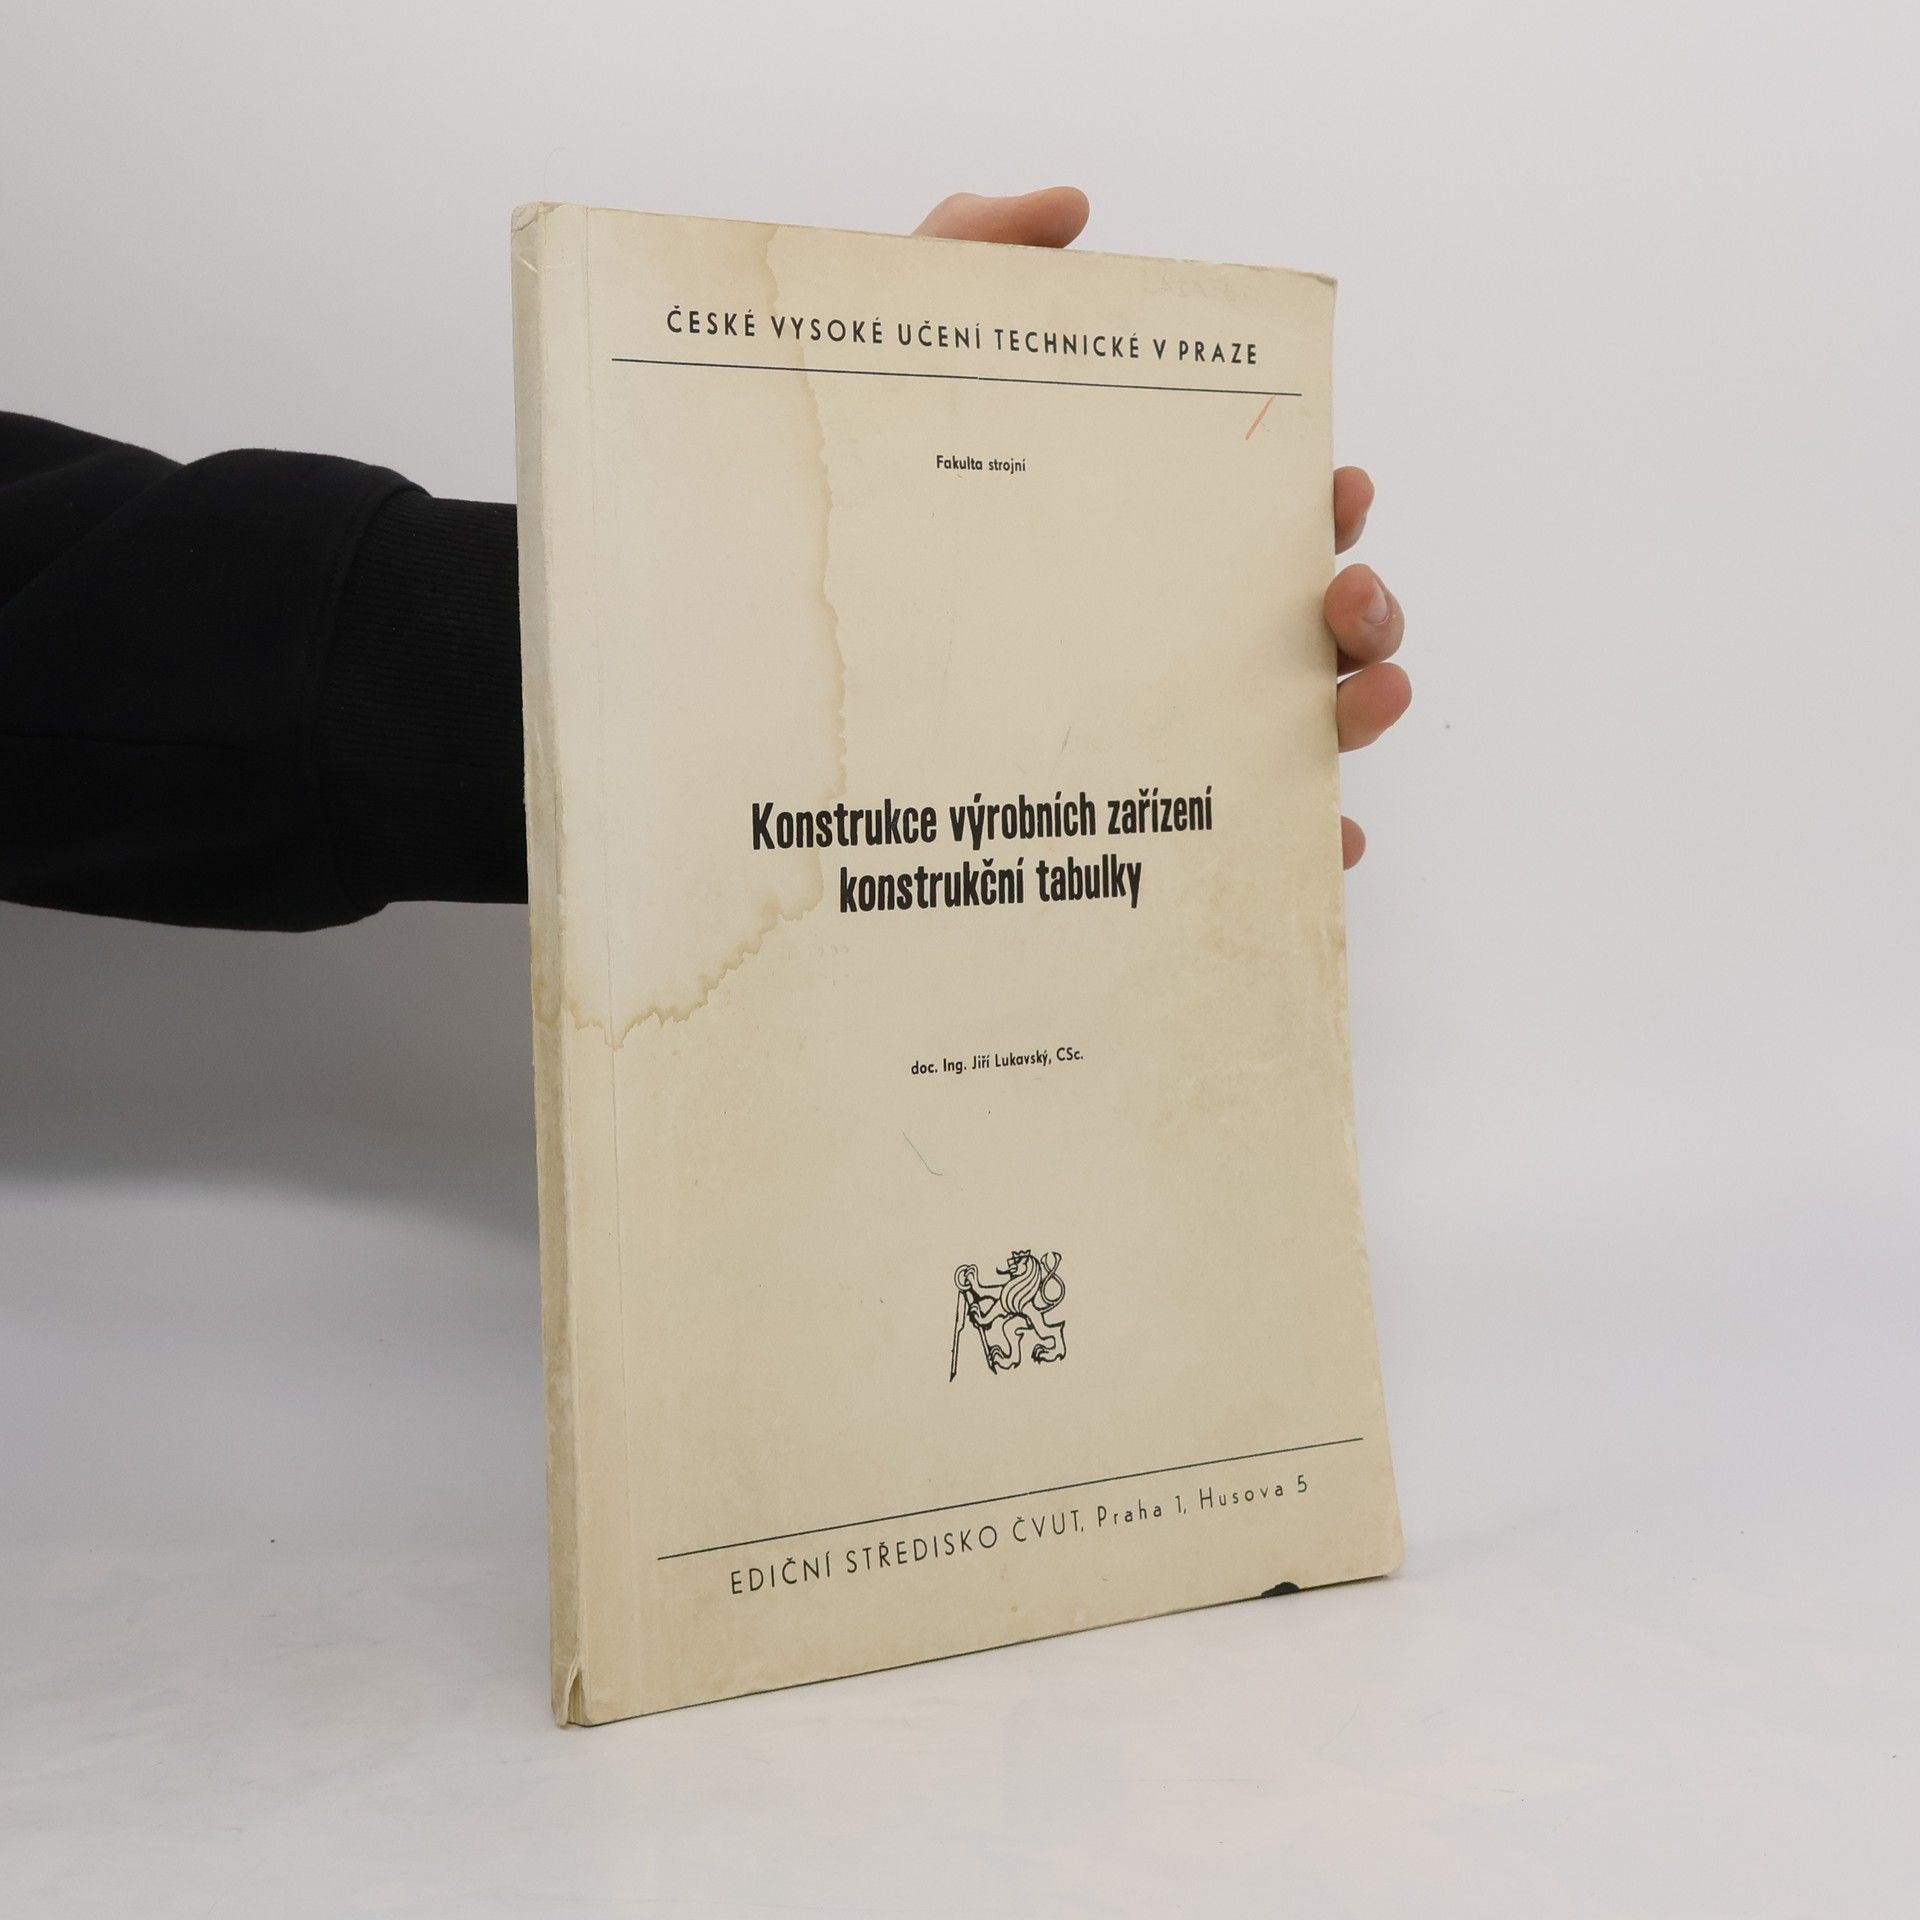 ČESKÉ VYSOKÉ UČENÍ TECHNICKÉ V PRAZE
Fakulta strojní
Konstrukce výrobních zařízení
konstrukční tabulky
doc. Ing. Jiří Lukavský, CSc.
EDIČNÍ STŘEDISKO ČVUT, Praha 1, Husova 5